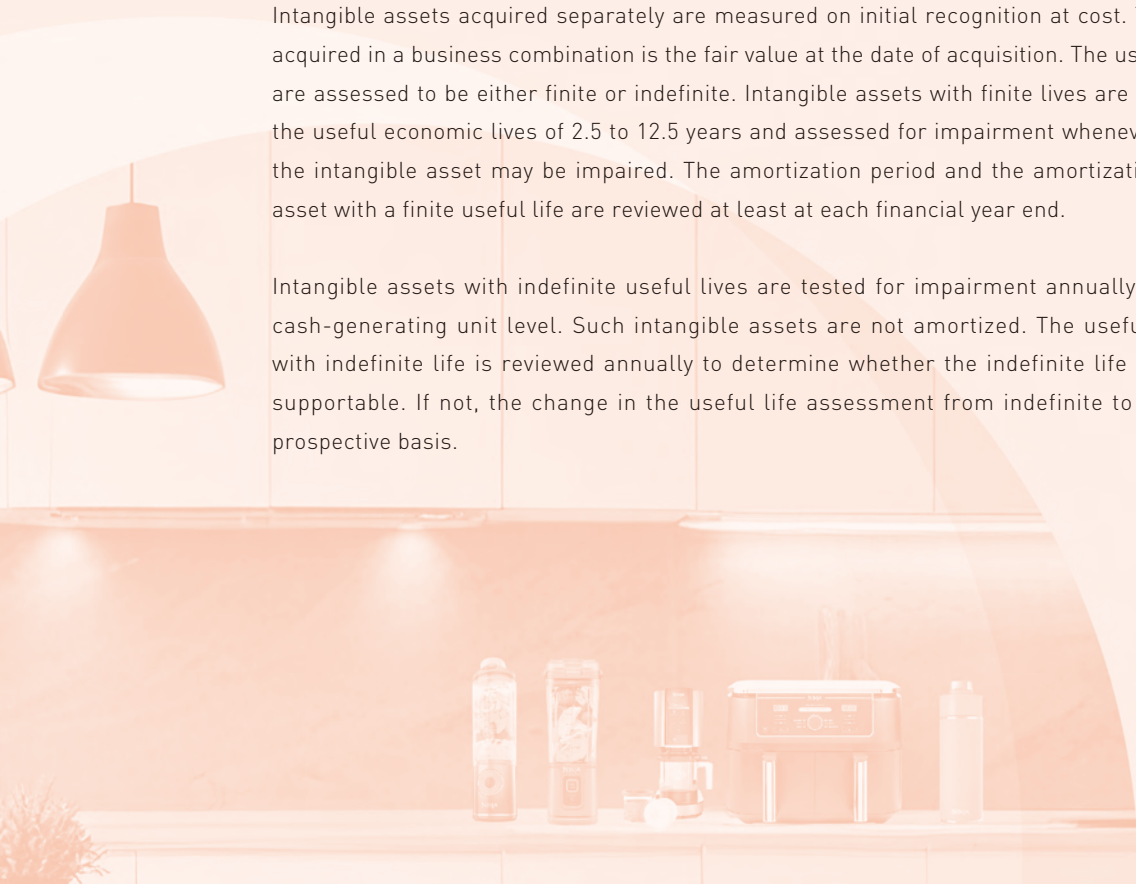 Intangible assets acquired separately are measured on initial recognition at cost.
acquired in a business combination is the fair value at the date of acquisition. The us
are assessed to be either finite or indefinite. Intangible assets with finite lives are
the useful economic lives of 2.5 to 12.5 years and assessed for impairment whenev
the intangible asset may be impaired. The amortization period and the amortizati
asset with a finite useful life are reviewed at least at each financial year end.
Intangible assets with indefinite useful lives are tested for impairment annually
cash-generating unit level. Such intangible assets are not amortized. The usefu
with indefinite life is reviewed annually to determine whether the indefinite life
supportable. If not, the change in the useful life assessment from indefinite to
prospective basis.